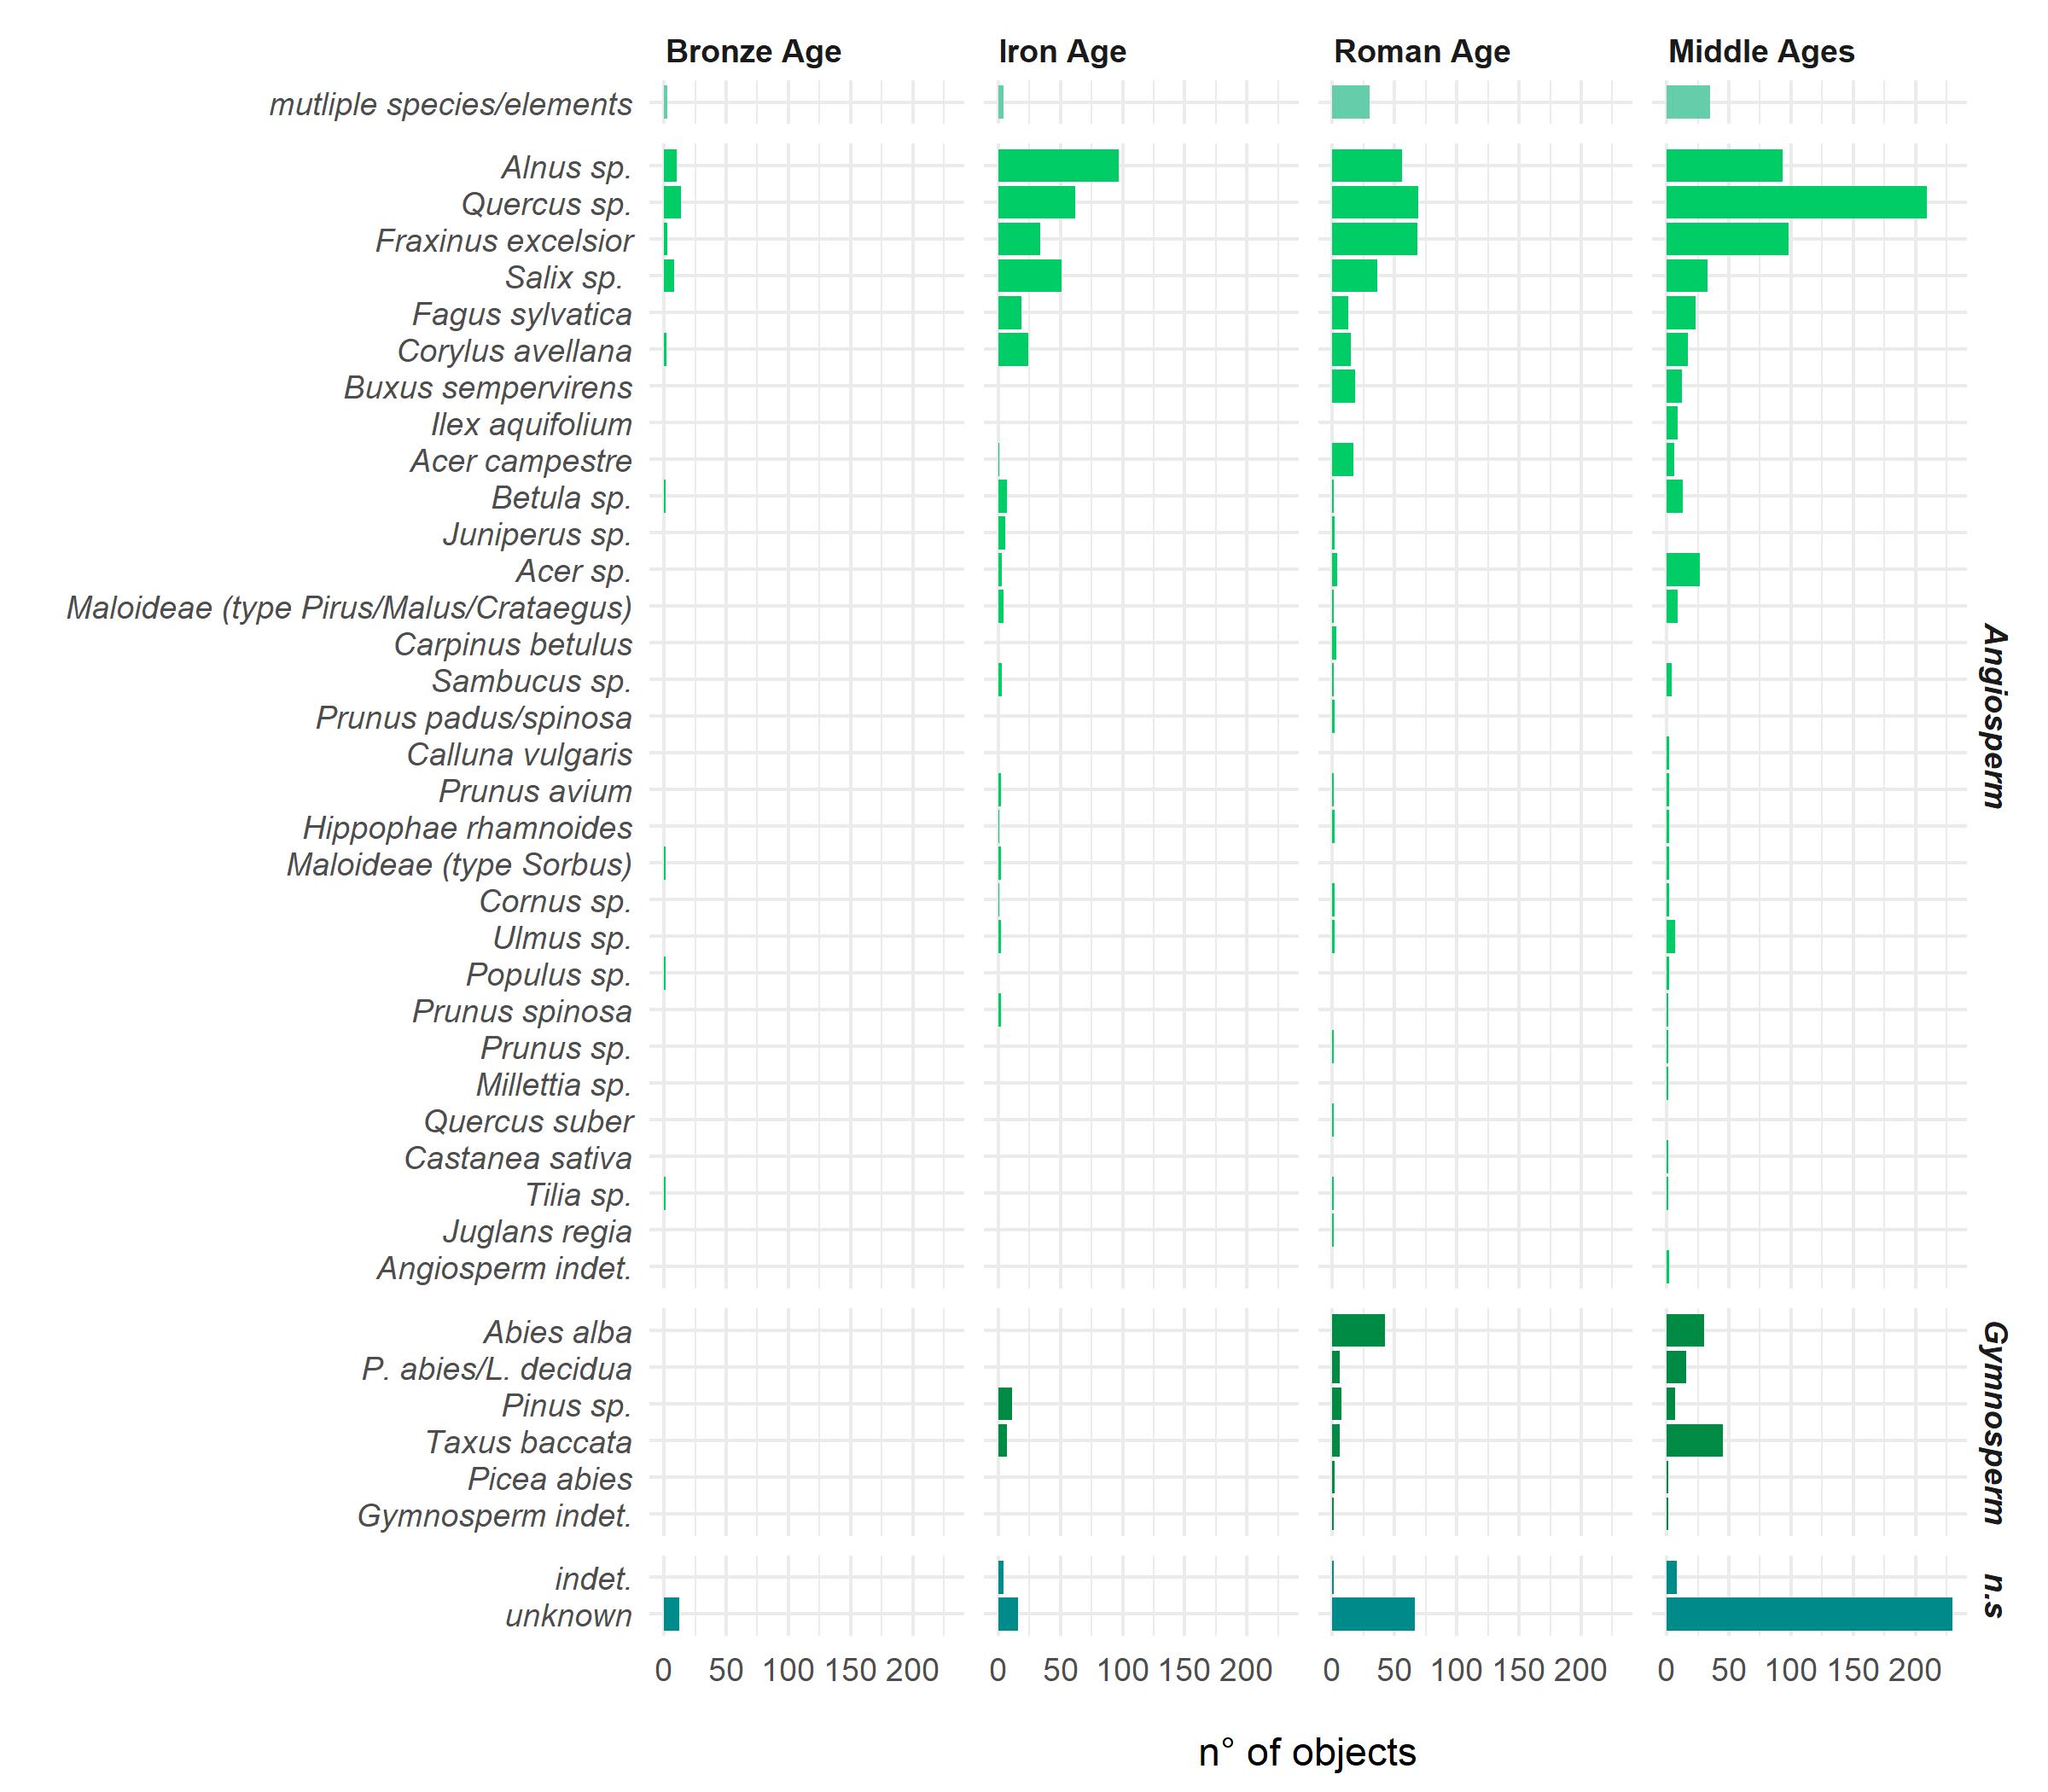 Bronze Age Iron Age Roman Age Middle Ages
mutliple species/elements
Alnus sp.
Quercus sp.
Fraxinus excelsior
Salix sp.
Fagus sylvatica
Corylus avellana
Buxus sempervirens
Ilex aquifolium
Acer campestre
Betula sp.
Juniperus sp.
Acer sp.
Maloideae (type Pirus/Malus/Crataegus)
Carpinus betulus
Sambucus sp.
Prunus padus/spinosa
Calluna vulgaris
Prunus avium
Hippophae rhamnoides
Maloideae (type Sorbus)
Cornus sp.
Ulmus sp.
Populus sp.
Prunus spinosa
Prunus sp.
Millettia sp.
Quercus suber
Castanea sativa
Tilia sp.
Juglans regia
Angiosperm indet.
Angiosperm
Abies alba
P. abies/L. decidua
Pinus sp.
Taxus baccata
Picea abies
Gymnosperm indet.
Gymnosperm
indet.
unknown
n.s
0 50 100 150 200 0 50 100 150 200 0 50 100 150 200 0 50 100 150 200
n° of objects